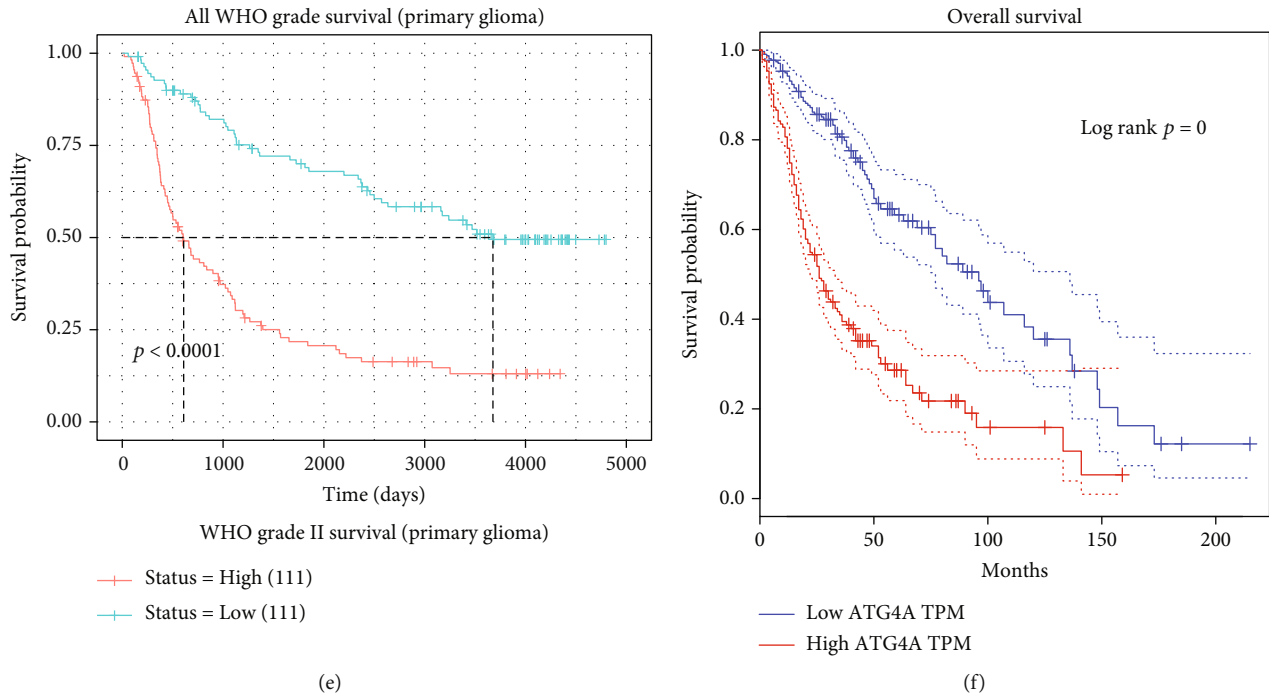 All WHO grade survival (primary glioma)
1.00
0.75
0.50
0.25
0.00
Survival probability
p < 0.0001
0 1000 2000 3000 4000 5000
Time (days)
WHO grade II survival (primary glioma)
Status = High (111)
Status = Low (111)
(e)
Overall survival
1.0
0.8
0.6
0.4
0.2
0.0
Survival probability
Log rank p = 0
0 50 100 150 200
Months
Low ATG4A TPM
High ATG4A TPM
(f)